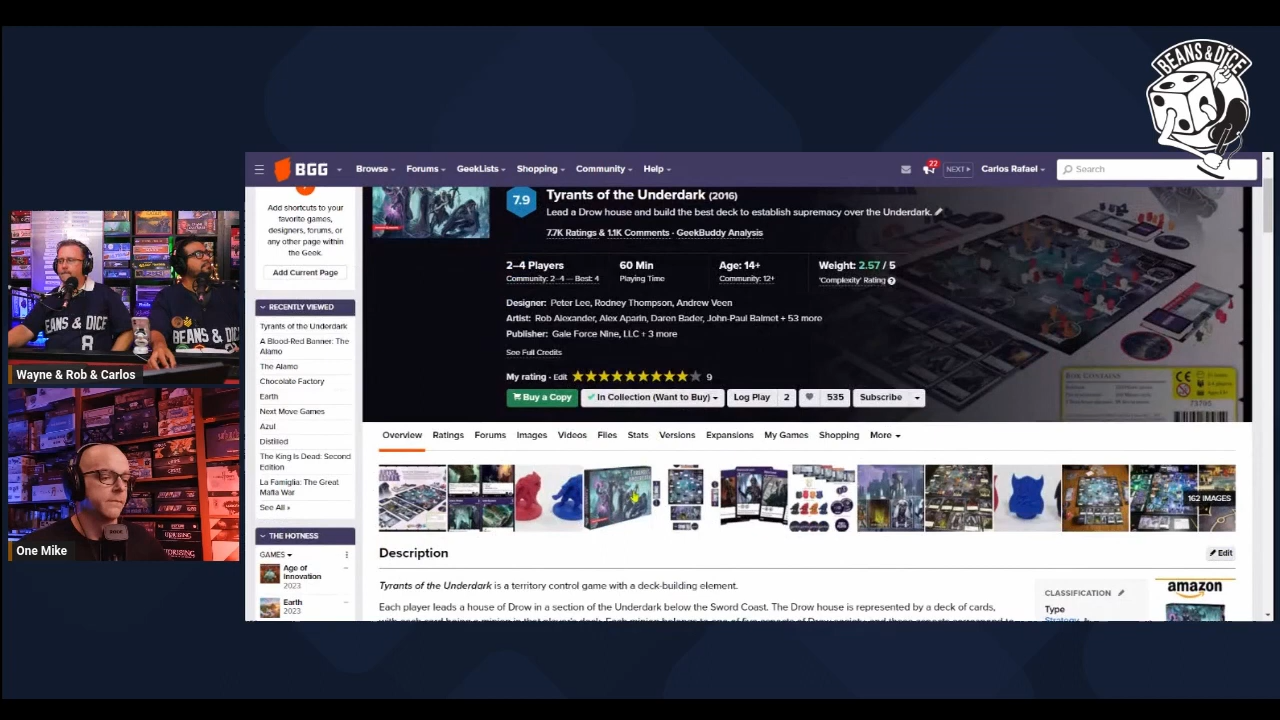 BEANS & DICE
BGG
Browse
Forums
GeekLists
Shopping
Community
Help
22
NEXT
Carlos Rafael
Search
Add shortcuts to your
favorite games,
designers, forums, or
any other page within
the Geek.
Add Current Page
RECENTLY VIEWED
Tyrants of the Underdark
A Blood-Red Banner: The
Alamo
The Alamo
Chocolate Factory
Earth
Next Move Games
Azul
Distilled
The King Is Dead: Second
Edition
La Famiglia: The Great
Mafia War
See All »
THE HOTNESS
GAMES
Age of
Innovation
2023
Earth
2023
7.9
Tyrants of the Underdark (2016)
Lead a Drow house and build the best deck to establish supremacy over the Underdark.
7.7K Ratings & 1.1K Comments · GeekBuddy Analysis
2–4 Players
Community: 2–4 — Best: 4
60 Min
Playing Time
Age: 14+
Community: 12+
Weight: 2.57 / 5
'Complexity' Rating
Designer: Peter Lee, Rodney Thompson, Andrew Veen
Artist: Rob Alexander, Alex Aparin, Daren Bader, John-Paul Balmet + 53 more
Publisher: Gale Force Nine, LLC + 3 more
See Full Credits
My rating · Edit
9
Buy a Copy
In Collection (Want to Buy)
Log Play
2
535
Subscribe
73705
Overview
Ratings
Forums
Images
Videos
Files
Stats
Versions
Expansions
My Games
Shopping
More
162 IMAGES
Description
Edit
Tyrants of the Underdark is a territory control game with a deck-building element.
Each player leads a house of Drow in a section of the Underdark below the Sword Coast. The Drow house is represented by a deck of cards,
CLASSIFICATION
Type
Strategy
amazon
EANS & DICE
8
BEANS & DIC
Wayne & Rob & Carlos
One Mike